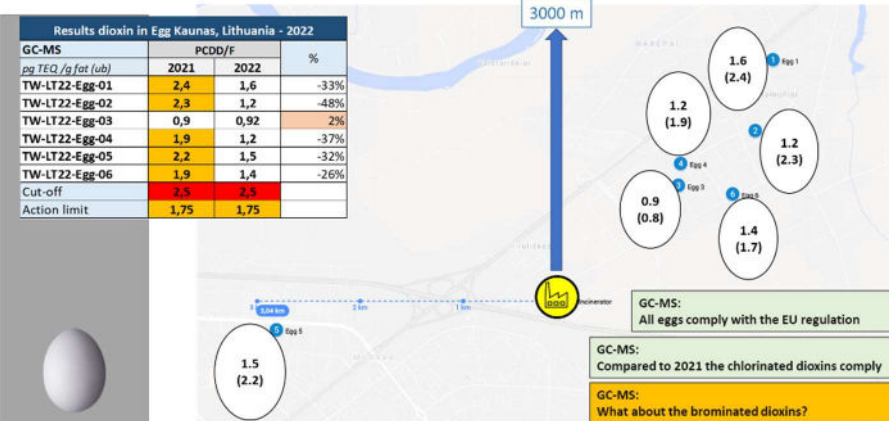 3000 m
Results dioxin in Egg Kaunas, Lithuania - 2022
GC-MS PCDD/F %
pg TEQ /g fat (ub) 2021 2022
TW-LT22-Egg-01 2,4 1,6 -33%
TW-LT22-Egg-02 2,3 1,2 -48%
TW-LT22-Egg-03 0,9 0,92 2%
TW-LT22-Egg-04 1,9 1,2 -37%
TW-LT22-Egg-05 2,2 1,5 -32%
TW-LT22-Egg-06 1,9 1,4 -26%
Cut-off 2,5 2,5
Action limit 1,75 1,75
1.6
(2.4)
1 Egg 1
1.2
(1.9)
2
1.2
(2.3)
4 Egg 4
3 Egg 3
6 Egg 6
0.9
(0.8)
1.4
(1.7)
Incinerator
3 2 km 1 km
3,04 km
5 Egg 5
1.5
(2.2)
GC-MS:
All eggs comply with the EU regulation
GC-MS:
Compared to 2021 the chlorinated dioxins comply
GC-MS:
What about the brominated dioxins?